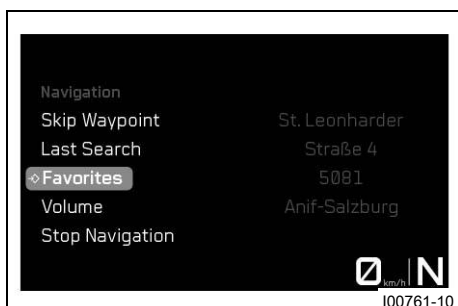 Navigation
Skip Waypoint
Last Search
Favorites
Volume
Stop Navigation
St. Leonharder
Straße 4
5081
Anif-Salzburg
0 km/h N
I00761-10